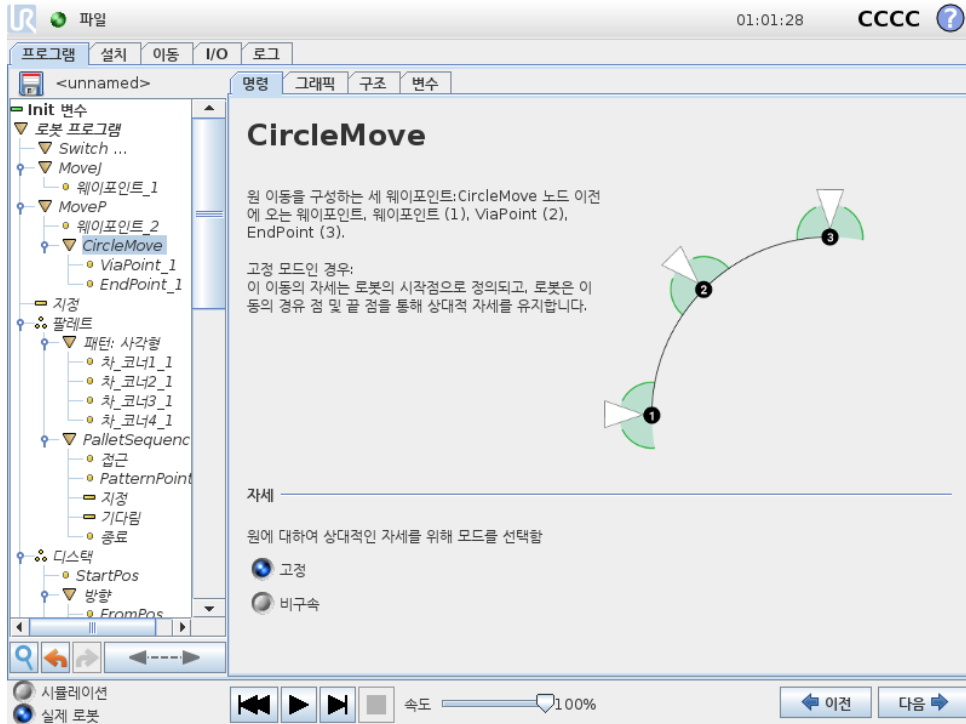 UR 파일 01:01:28 CCCC ?
프로그램 설치 이동 I/O 로그
<unnamed>
명령 그래픽 구조 변수
Init 변수
로봇 프로그램
Switch ...
MoveJ
웨이포인트_1
MoveP
웨이포인트_2
CircleMove
ViaPoint_1
EndPoint_1
지정
팔레트
패턴: 사각형
차_코너1_1
차_코너2_1
차_코너3_1
차_코너4_1
PalletSequenc
접근
PatternPoint
지정
기다림
종료
디스택
StartPos
방향
FromPos
CircleMove
원 이동을 구성하는 세 웨이포인트:CircleMove 노드 이전
에 오는 웨이포인트, 웨이포인트 (1), ViaPoint (2),
EndPoint (3).
고정 모드인 경우:
이 이동의 자세는 로봇의 시작점으로 정의되고, 로봇은 이
동의 경유 점 및 끝 점을 통해 상대적 자세를 유지합니다.
3
2
1
자세
원에 대하여 상대적인 자세를 위해 모드를 선택함
고정
비구속
시뮬레이션
실제 로봇
속도 100%
이전 다음